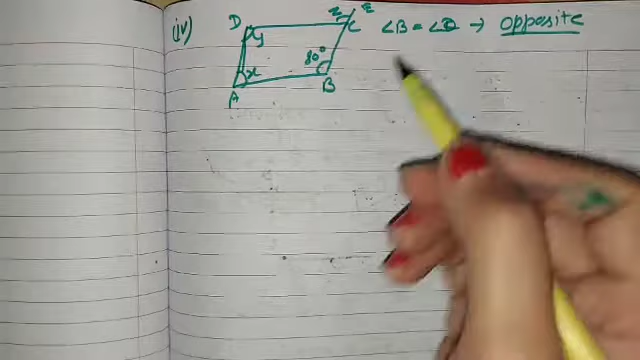 (iv)
D
z
E
C
∠B = ∠D → Opposite
y
80°
x
A
B